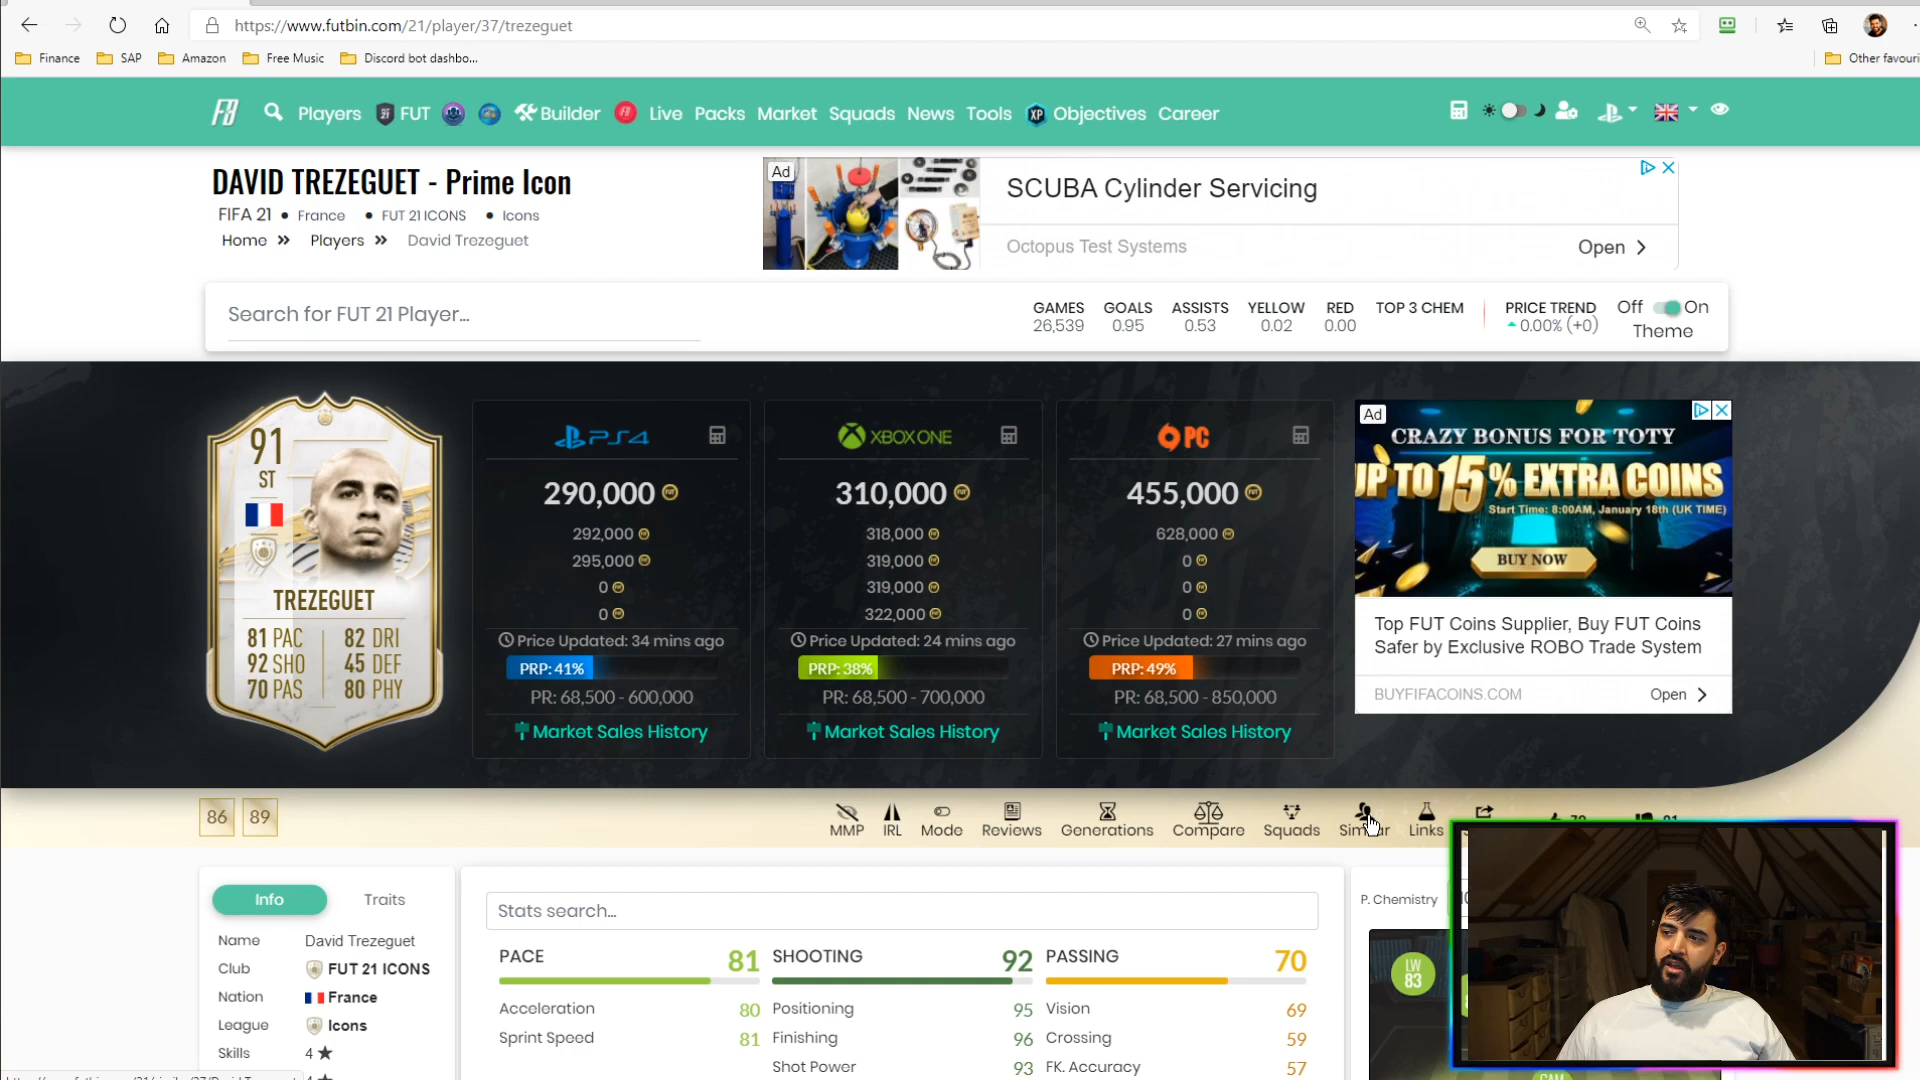 https://www.futbin.com/21/player/37/trezeguet
Finance SAP Amazon Free Music Discord bot dashbo... Other favouri
Players FUT Builder Live Packs Market Squads News Tools XP Objectives Career
DAVID TREZEGUET - Prime Icon
FIFA 21 • France • FUT 21 ICONS • Icons
Home » Players » David Trezeguet
Ad
SCUBA Cylinder Servicing
Octopus Test Systems
Open
Search for FUT 21 Player...
GAMES GOALS ASSISTS YELLOW RED TOP 3 CHEM PRICE TREND Off On
26,539 0.95 0.53 0.02 0.00 0.00% (+0) Theme
91
ST
TREZEGUET
81 PAC 82 DRI
92 SHO 45 DEF
70 PAS 80 PHY
PS4
290,000
292,000
295,000
0
0
Price Updated: 34 mins ago
PRP: 41%
PR: 68,500 - 600,000
Market Sales History
XBOX ONE
310,000
318,000
319,000
319,000
322,000
Price Updated: 24 mins ago
PRP: 38%
PR: 68,500 - 700,000
Market Sales History
PC
455,000
628,000
0
0
0
Price Updated: 27 mins ago
PRP: 49%
PR: 68,500 - 850,000
Market Sales History
Ad
CRAZY BONUS FOR TOTY
UP TO 15% EXTRA COINS
Start Time: 8:00AM, January 18th (UK TIME)
BUY NOW
Top FUT Coins Supplier, Buy FUT Coins
Safer by Exclusive ROBO Trade System
BUYFIFACOINS.COM
Open
86 89
MMP IRL Mode Reviews Generations Compare Squads Links
Info Traits
Name David Trezeguet
Club FUT 21 ICONS
Nation France
League Icons
Skills 4 ★
Stats search...
PACE 81
Acceleration 80
Sprint Speed 81
SHOOTING 92
Positioning 95
Finishing 96
Shot Power 93
PASSING 70
Vision 69
Crossing 59
FK. Accuracy 57
P. Chemistry
LW
83